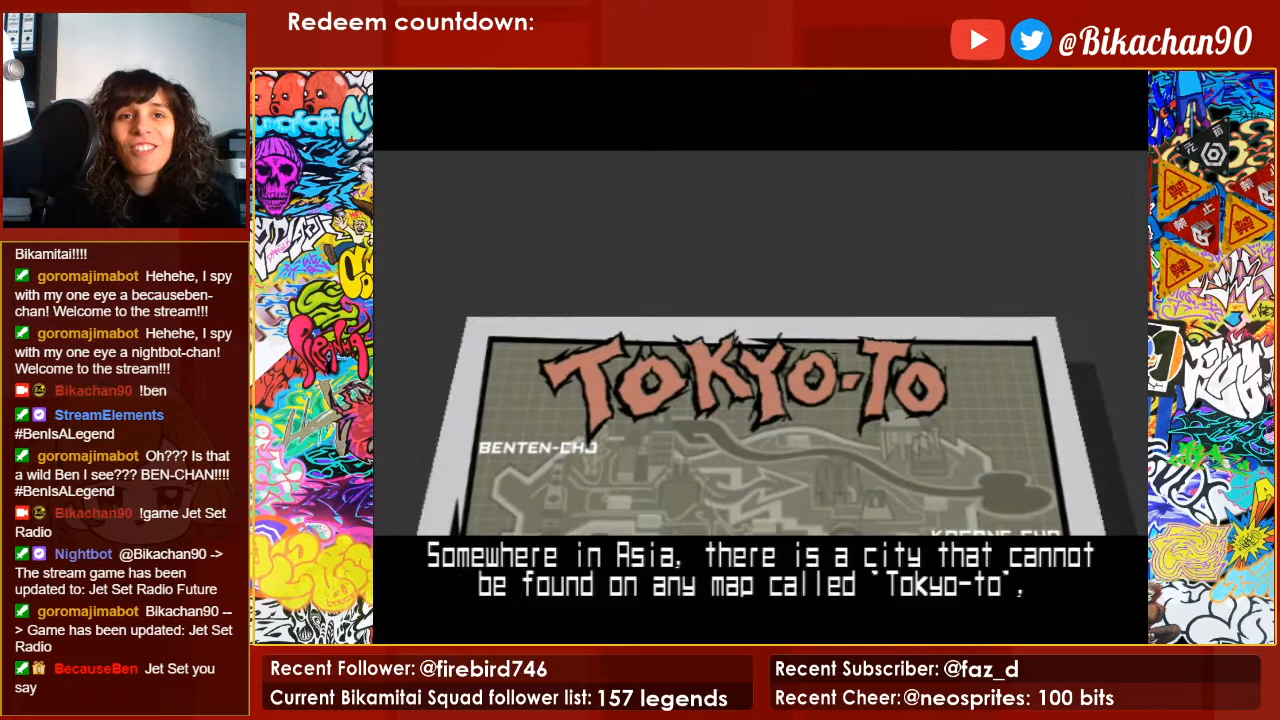 Redeem countdown:
@Bikachan90
Bikamitai!!!!
goromajimabot Hehehe, I spy
with my one eye a becauseben-
chan! Welcome to the stream!!!
goromajimabot Hehehe, I spy
with my one eye a nightbot-chan!
Welcome to the stream!!!
Bikachan90 !ben
StreamElements
#BenIsALegend
goromajimabot Oh??? Is that
a wild Ben I see??? BEN-CHAN!!!!
#BenIsALegend
Bikachan90 !game Jet Set
Radio
Nightbot @Bikachan90 ->
The stream game has been
updated to: Jet Set Radio Future
goromajimabot Bikachan90 --
> Game has been updated: Jet Set
Radio
BecauseBen Jet Set you
say
TOKYO-TO
BENTEN-CHO
Somewhere in Asia, there is a city that cannot
be found on any map called "Tokyo-to",
Recent Follower: @firebird746
Current Bikamitai Squad follower list: 157 legends
Recent Subscriber: @faz_d
Recent Cheer: @neosprites: 100 bits